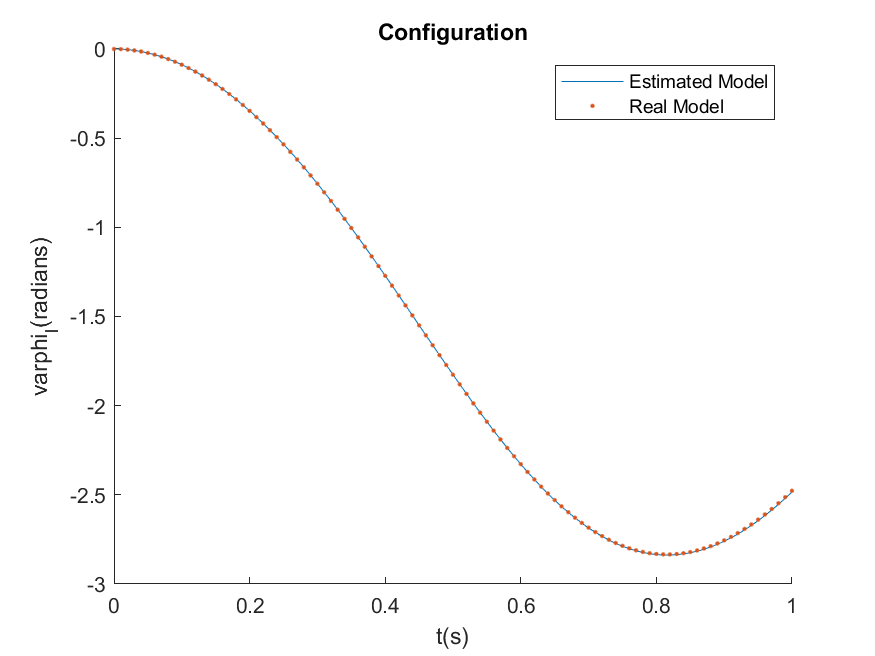 Configuration
Estimated Model
Real Model
0
-0.5
-1
-1.5
-2
-2.5
-3
varphi_l(radians)
0
0.2
0.4
0.6
0.8
1
t(s)